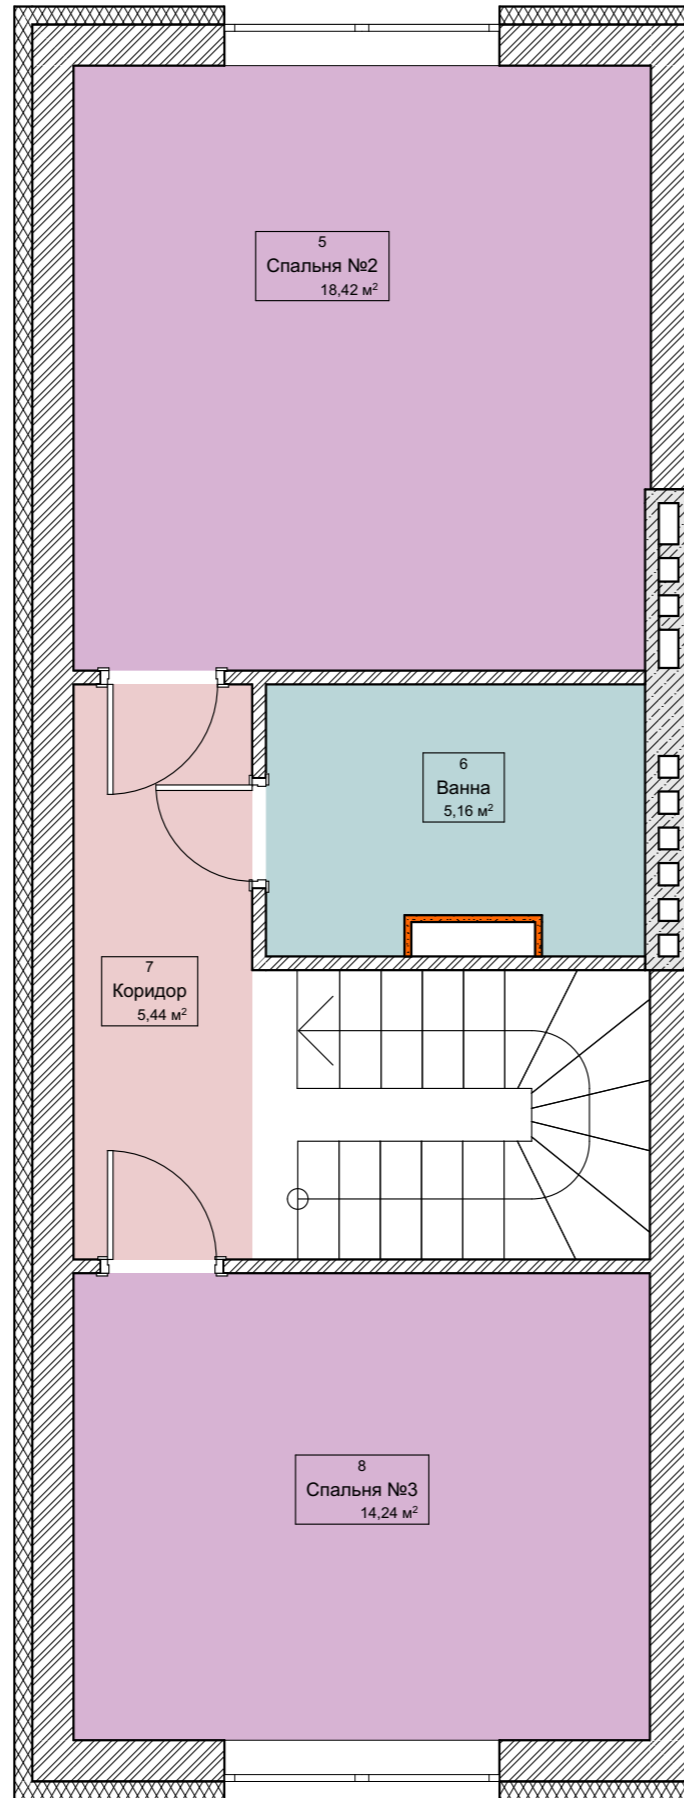 5
Спальня №2
18,42 м²
6
Ванна
5,16 м²
7
Коридор
5,44 м²
8
Спальня №3
14,24 м²